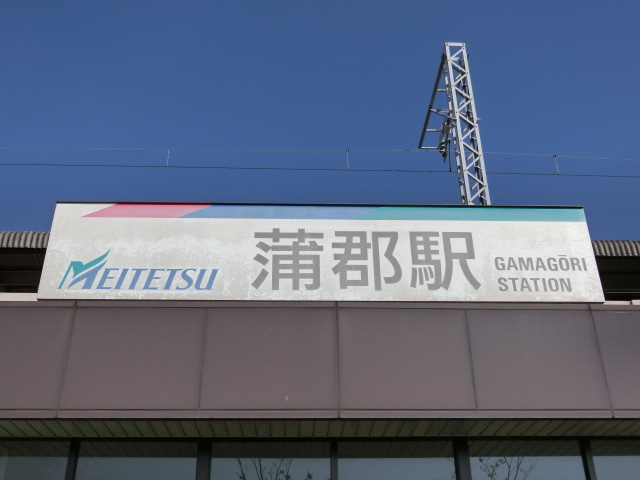 MEITETSU 蒲郡駅 GAMAGŌRI
STATION